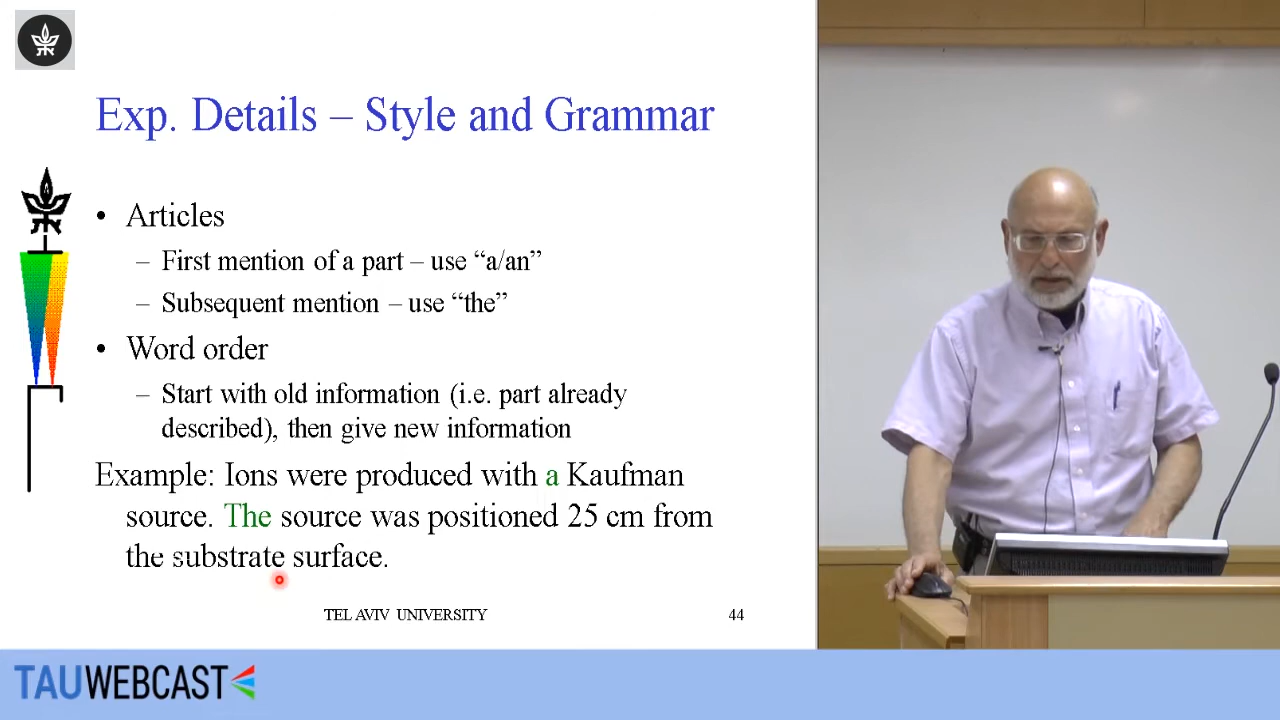 Exp. Details – Style and Grammar
• Articles
– First mention of a part – use “a/an”
– Subsequent mention – use “the”
• Word order
– Start with old information (i.e. part already
described), then give new information
Example: Ions were produced with a Kaufman
source. The source was positioned 25 cm from
the substrate surface.
TEL AVIV UNIVERSITY
44
TAUWEBCAST